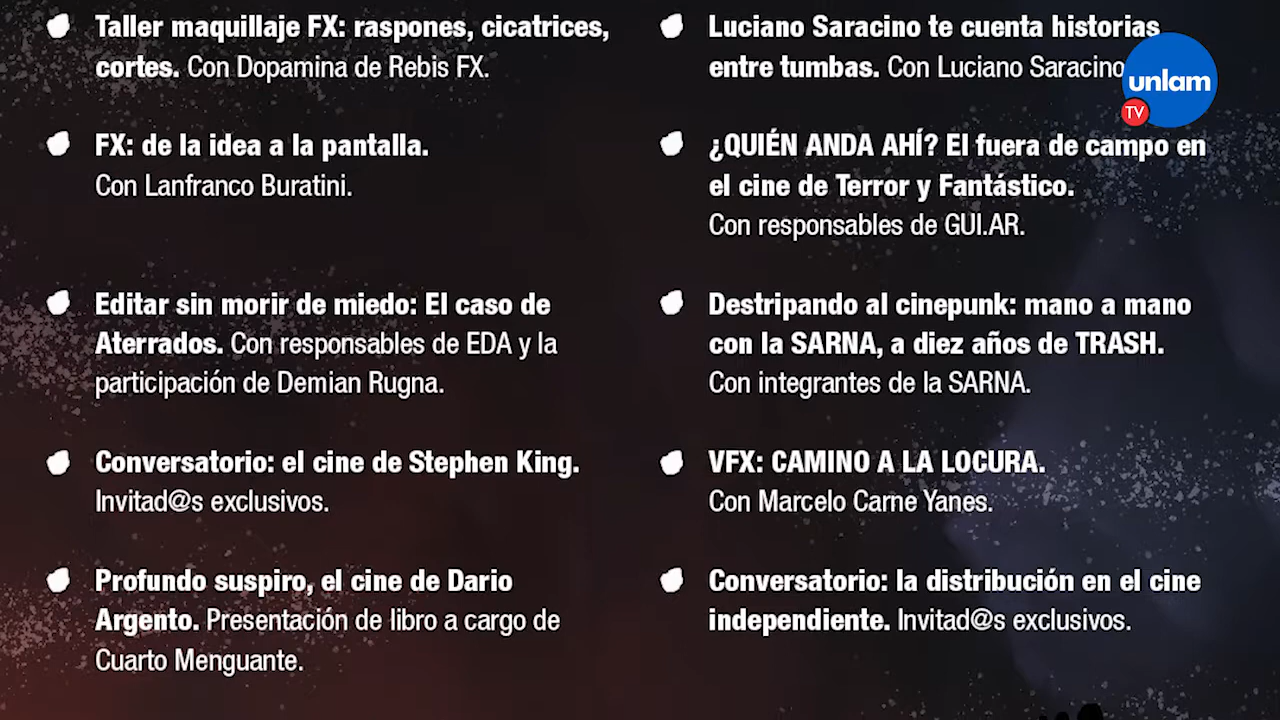 Taller maquillaje FX: raspones, cicatrices,
cortes. Con Dopamina de Rebis FX.
FX: de la idea a la pantalla.
Con Lanfranco Buratini.
Editar sin morir de miedo: El caso de
Aterrados. Con responsables de EDA y la
participación de Demian Rugna.
Conversatorio: el cine de Stephen King.
Invitad@s exclusivos.
Profundo suspiro, el cine de Dario
Argento. Presentación de libro a cargo de
Cuarto Menguante.
Luciano Saracino te cuenta historias
entre tumbas. Con Luciano Saracino
¿QUIÉN ANDA AHÍ? El fuera de campo en
el cine de Terror y Fantástico.
Con responsables de GUI.AR.
Destripando al cinepunk: mano a mano
con la SARNA, a diez años de TRASH.
Con integrantes de la SARNA.
VFX: CAMINO A LA LOCURA.
Con Marcelo Carne Yanes.
Conversatorio: la distribución en el cine
independiente. Invitad@s exclusivos.
unlam
TV